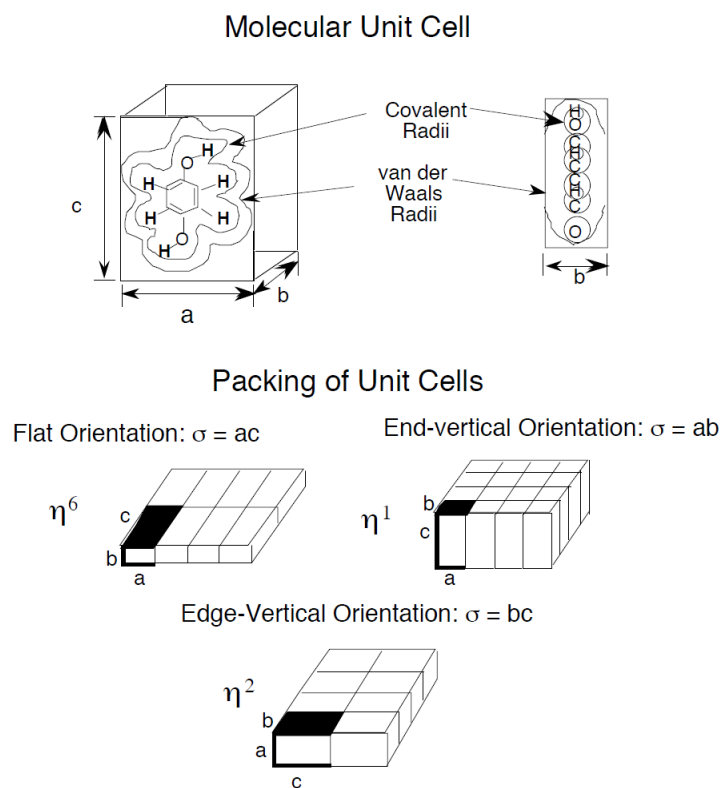 Molecular Unit Cell
Covalent
Radii
van der
Waals
Radii
c
a
b
H
O
H
H
H
H
O
H
H
O
C
H
C
C
H
C
O
b
Packing of Unit Cells
Flat Orientation: σ = ac
η⁶
c
b
a
End-vertical Orientation: σ = ab
η¹
b
c
a
Edge-Vertical Orientation: σ = bc
η²
b
a
c